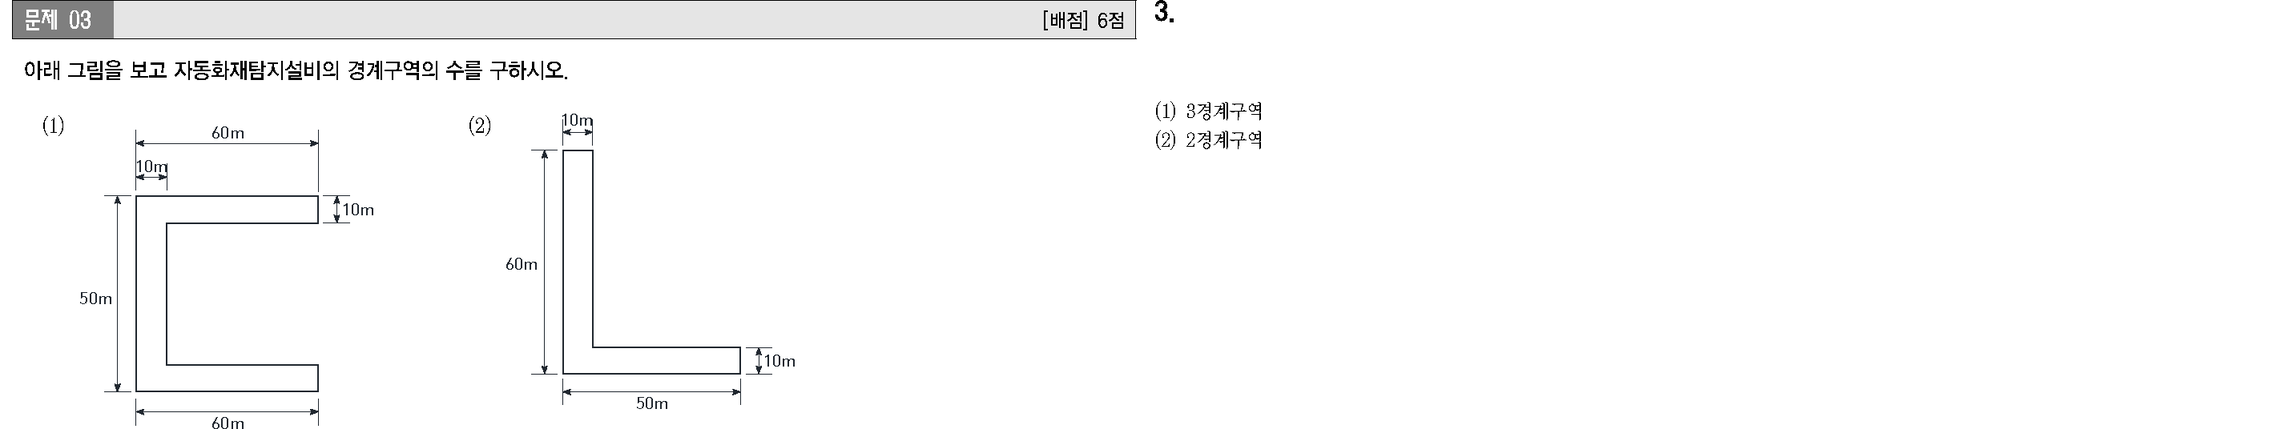 문제 03
[배점] 6점
아래 그림을 보고 자동화재탐지설비의 경계구역의 수를 구하시오.
(1)
60m
10m
10m
50m
60m
(2)
10m
60m
10m
50m
3.
(1) 3경계구역
(2) 2경계구역